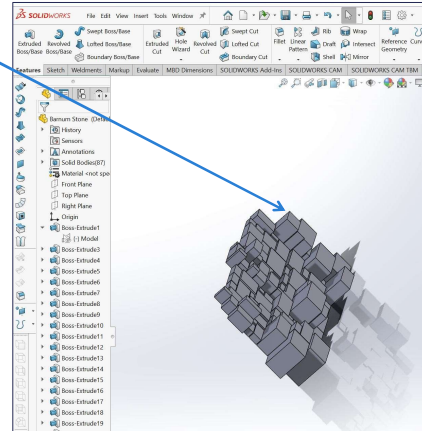 SOLIDWORKS File Edit View Insert Tools Window
Extruded Boss/Base
Revolved Boss/Base
Swept Boss/Base
Lofted Boss/Base
Boundary Boss/Base
Extruded Cut
Hole Wizard
Revolved Cut
Swept Cut
Lofted Cut
Boundary Cut
Fillet
Linear Pattern
Rib
Draft
Shell
Wrap
Intersect
Mirror
Reference Geometry
Features Sketch Weldments Markup Evaluate MBD Dimensions SOLIDWORKS Add-Ins SOLIDWORKS CAM SOLIDWORKS CAM TBM
Barnum Stone (Defaul
History
Sensors
Annotations
Solid Bodies(87)
Material <not spe
Front Plane
Top Plane
Right Plane
Origin
Boss-Extrude1
(-) Model
Boss-Extrude3
Boss-Extrude4
Boss-Extrude5
Boss-Extrude6
Boss-Extrude7
Boss-Extrude8
Boss-Extrude9
Boss-Extrude10
Boss-Extrude11
Boss-Extrude12
Boss-Extrude13
Boss-Extrude14
Boss-Extrude15
Boss-Extrude16
Boss-Extrude17
Boss-Extrude18
Boss-Extrude19